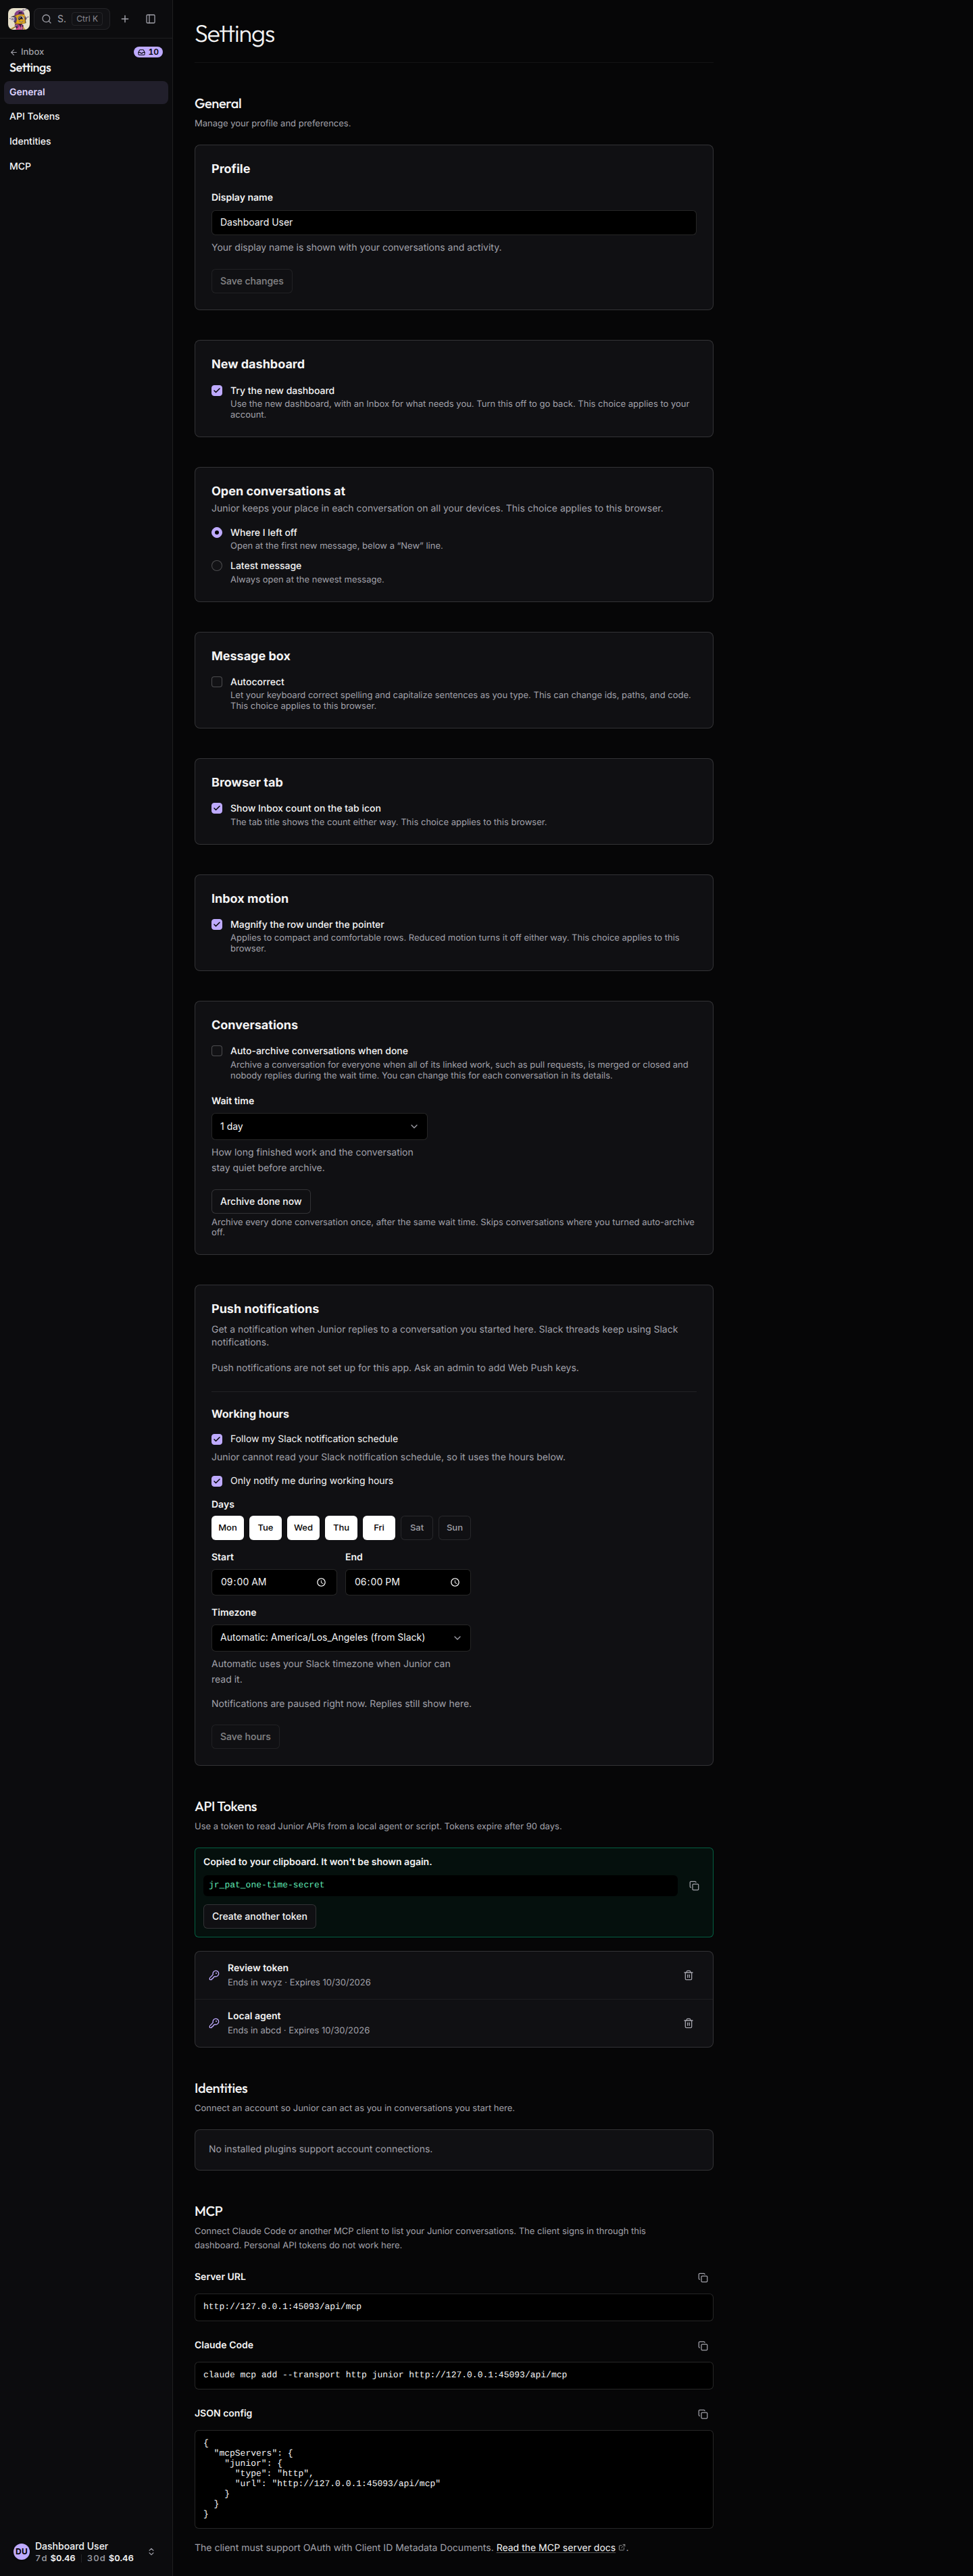 S.
Ctrl K
Inbox
10
Settings
General
API Tokens
Identities
MCP
Settings
General
Manage your profile and preferences.
Profile
Display name
Dashboard User
Your display name is shown with your conversations and activity.
Save changes
New dashboard
Try the new dashboard
Use the new dashboard, with an Inbox for what needs you. Turn this off to go back. This choice applies to your
account.
Open conversations at
Junior keeps your place in each conversation on all your devices. This choice applies to this browser.
Where I left off
Open at the first new message, below a “New” line.
Latest message
Always open at the newest message.
Message box
Autocorrect
Let your keyboard correct spelling and capitalize sentences as you type. This can change ids, paths, and code.
This choice applies to this browser.
Browser tab
Show Inbox count on the tab icon
The tab title shows the count either way. This choice applies to this browser.
Inbox motion
Magnify the row under the pointer
Applies to compact and comfortable rows. Reduced motion turns it off either way. This choice applies to this
browser.
Conversations
Auto-archive conversations when done
Archive a conversation for everyone when all of its linked work, such as pull requests, is merged or closed and
nobody replies during the wait time. You can change this for each conversation in its details.
Wait time
1 day
How long finished work and the conversation
stay quiet before archive.
Archive done now
Archive every done conversation once, after the same wait time. Skips conversations where you turned auto-archive
off.
Push notifications
Get a notification when Junior replies to a conversation you started here. Slack threads keep using Slack
notifications.
Push notifications are not set up for this app. Ask an admin to add Web Push keys.
Working hours
Follow my Slack notification schedule
Junior cannot read your Slack notification schedule, so it uses the hours below.
Only notify me during working hours
Days
Mon Tue Wed Thu Fri Sat Sun
Start End
09:00 AM 06:00 PM
Timezone
Automatic: America/Los_Angeles (from Slack)
Automatic uses your Slack timezone when Junior can
read it.
Notifications are paused right now. Replies still show here.
Save hours
API Tokens
Use a token to read Junior APIs from a local agent or script. Tokens expire after 90 days.
Copied to your clipboard. It won't be shown again.
jr_pat_one-time-secret
Create another token
Review token
Ends in wxyz · Expires 10/30/2026
Local agent
Ends in abcd · Expires 10/30/2026
Identities
Connect an account so Junior can act as you in conversations you start here.
No installed plugins support account connections.
MCP
Connect Claude Code or another MCP client to list your Junior conversations. The client signs in through this
dashboard. Personal API tokens do not work here.
Server URL
http://127.0.0.1:45093/api/mcp
Claude Code
claude mcp add --transport http junior http://127.0.0.1:45093/api/mcp
JSON config
{
  "mcpServers": {
    "junior": {
      "type": "http",
      "url": "http://127.0.0.1:45093/api/mcp"
    }
  }
}
The client must support OAuth with Client ID Metadata Documents. Read the MCP server docs.
DU
Dashboard User
7d $0.46 30d $0.46